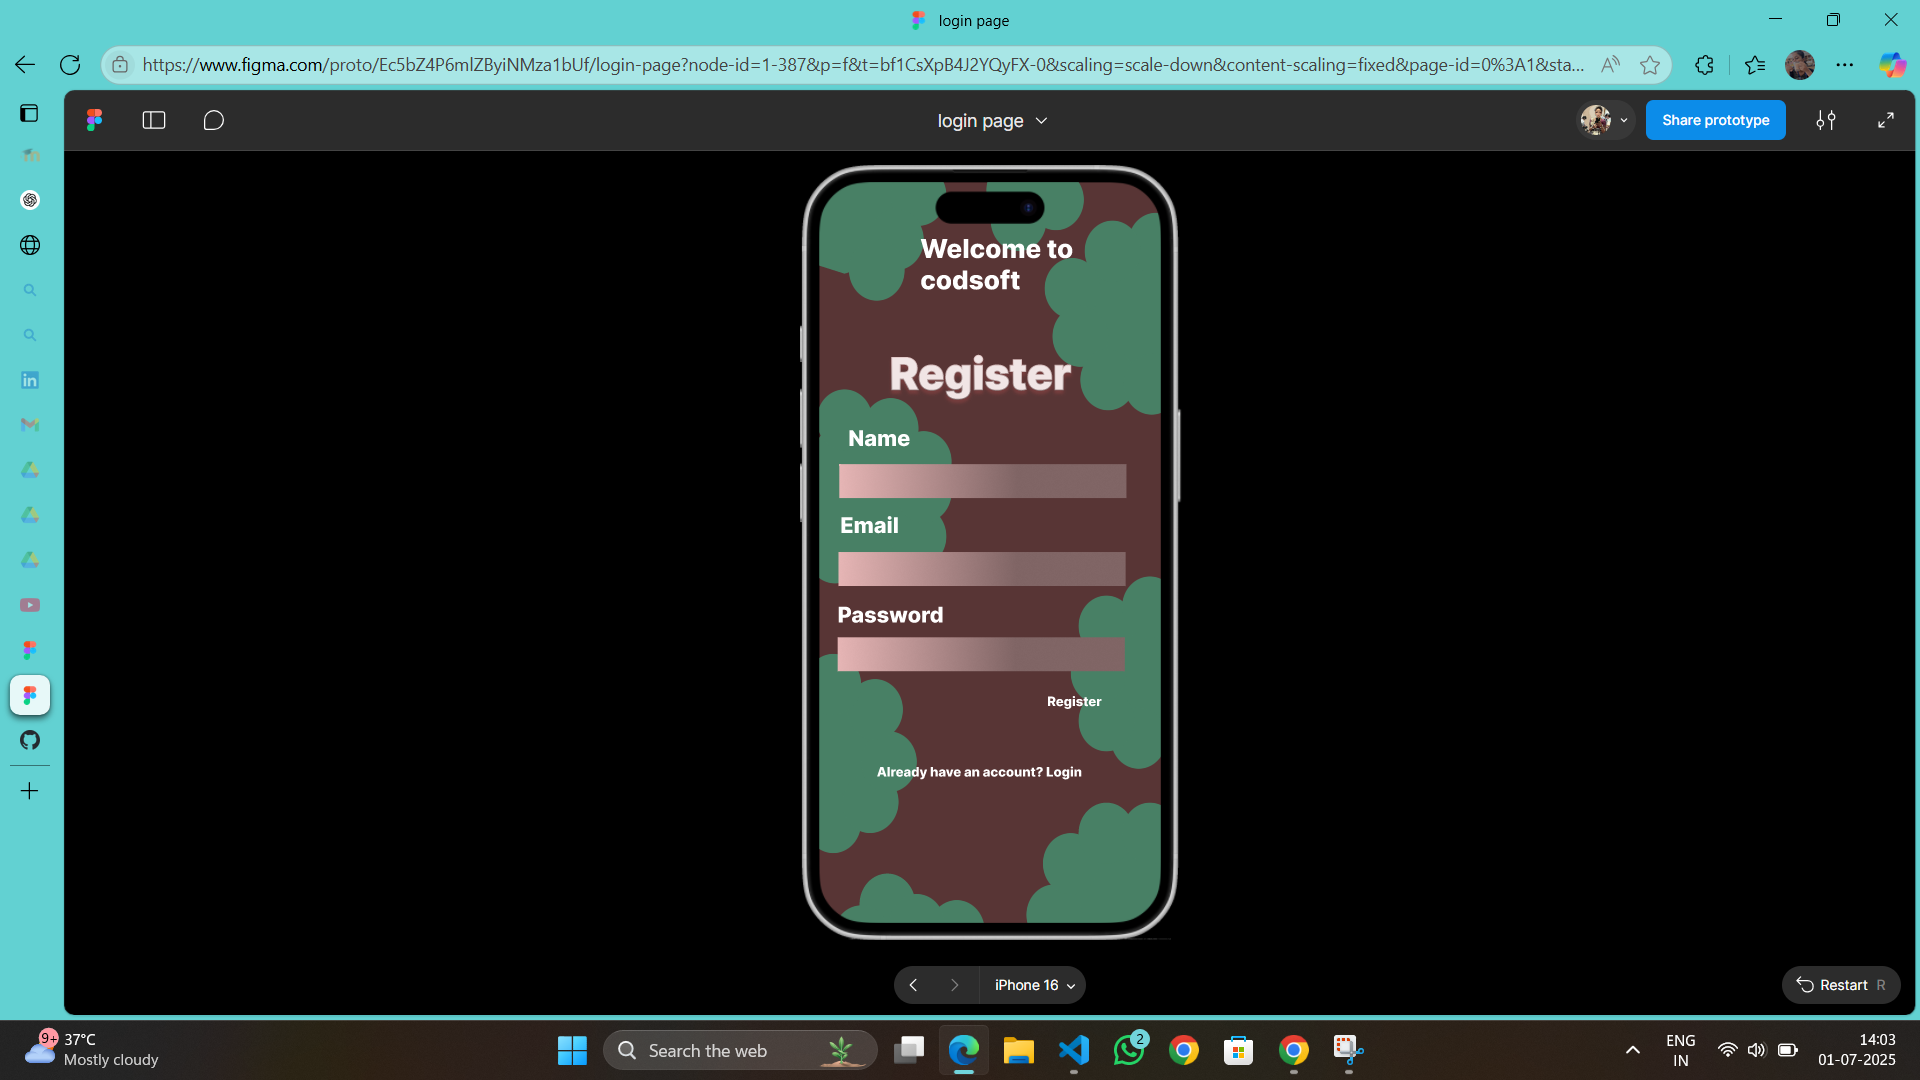 login page
https://www.figma.com/proto/Ec5bZ4P6mlZByiNMza1bUf/login-page?node-id=1-387&p=f&t=bf1CsXpB4J2YQyFX-0&scaling=scale-down&content-scaling=fixed&page-id=0%3A1&sta...
login page
Share prototype
Welcome to
codsoft
Register
Name
Email
Password
Register
Already have an account? Login
iPhone 16
Restart R
9+
37°C
Mostly cloudy
Search the web
2
ENG
IN
14:03
01-07-2025